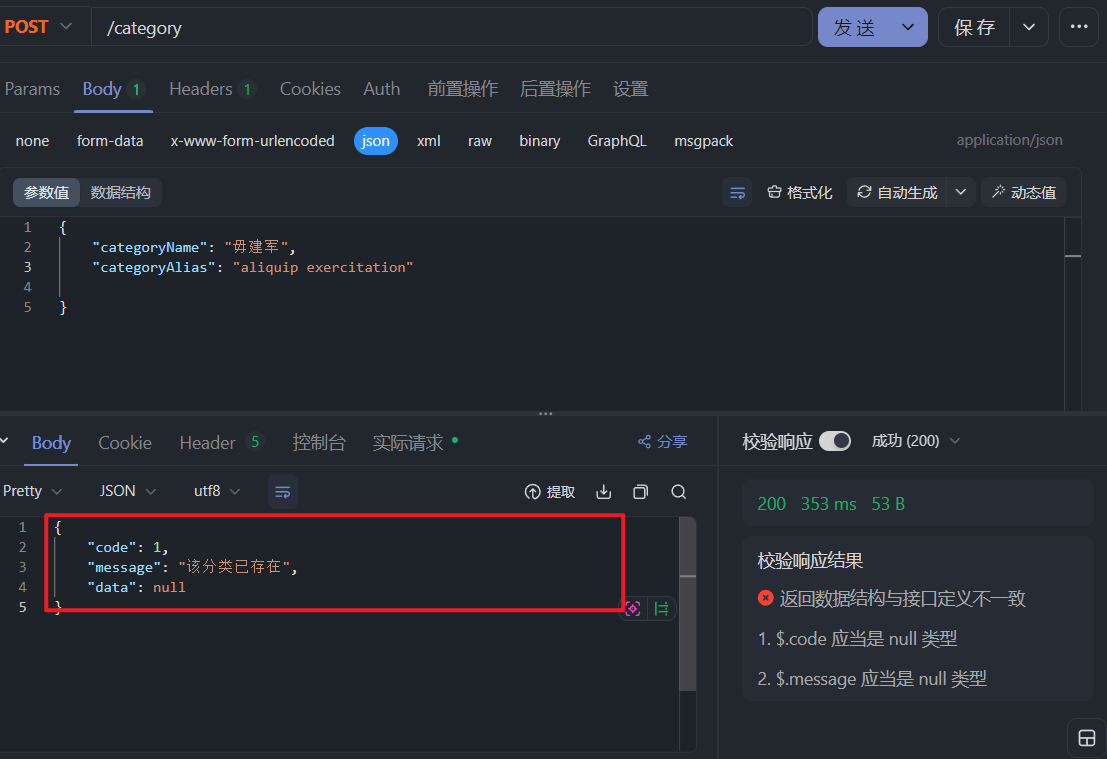 POST /category 发送 保存
Params Body 1 Headers 1 Cookies Auth 前置操作 后置操作 设置
none form-data x-www-form-urlencoded json xml raw binary GraphQL msgpack application/json
参数值 数据结构 格式化 自动生成 动态值
1 {
2 "categoryName": "毋建军",
3 "categoryAlias": "aliquip exercitation"
4
5 }
Body Cookie Header 5 控制台 实际请求 分享
Pretty JSON utf8 提取
1 {
2 "code": 1,
3 "message": "该分类已存在",
4 "data": null
5 }
校验响应 成功 (200)
200 353 ms 53 B
校验响应结果
返回数据结构与接口定义不一致
1. $.code 应当是 null 类型
2. $.message 应当是 null 类型